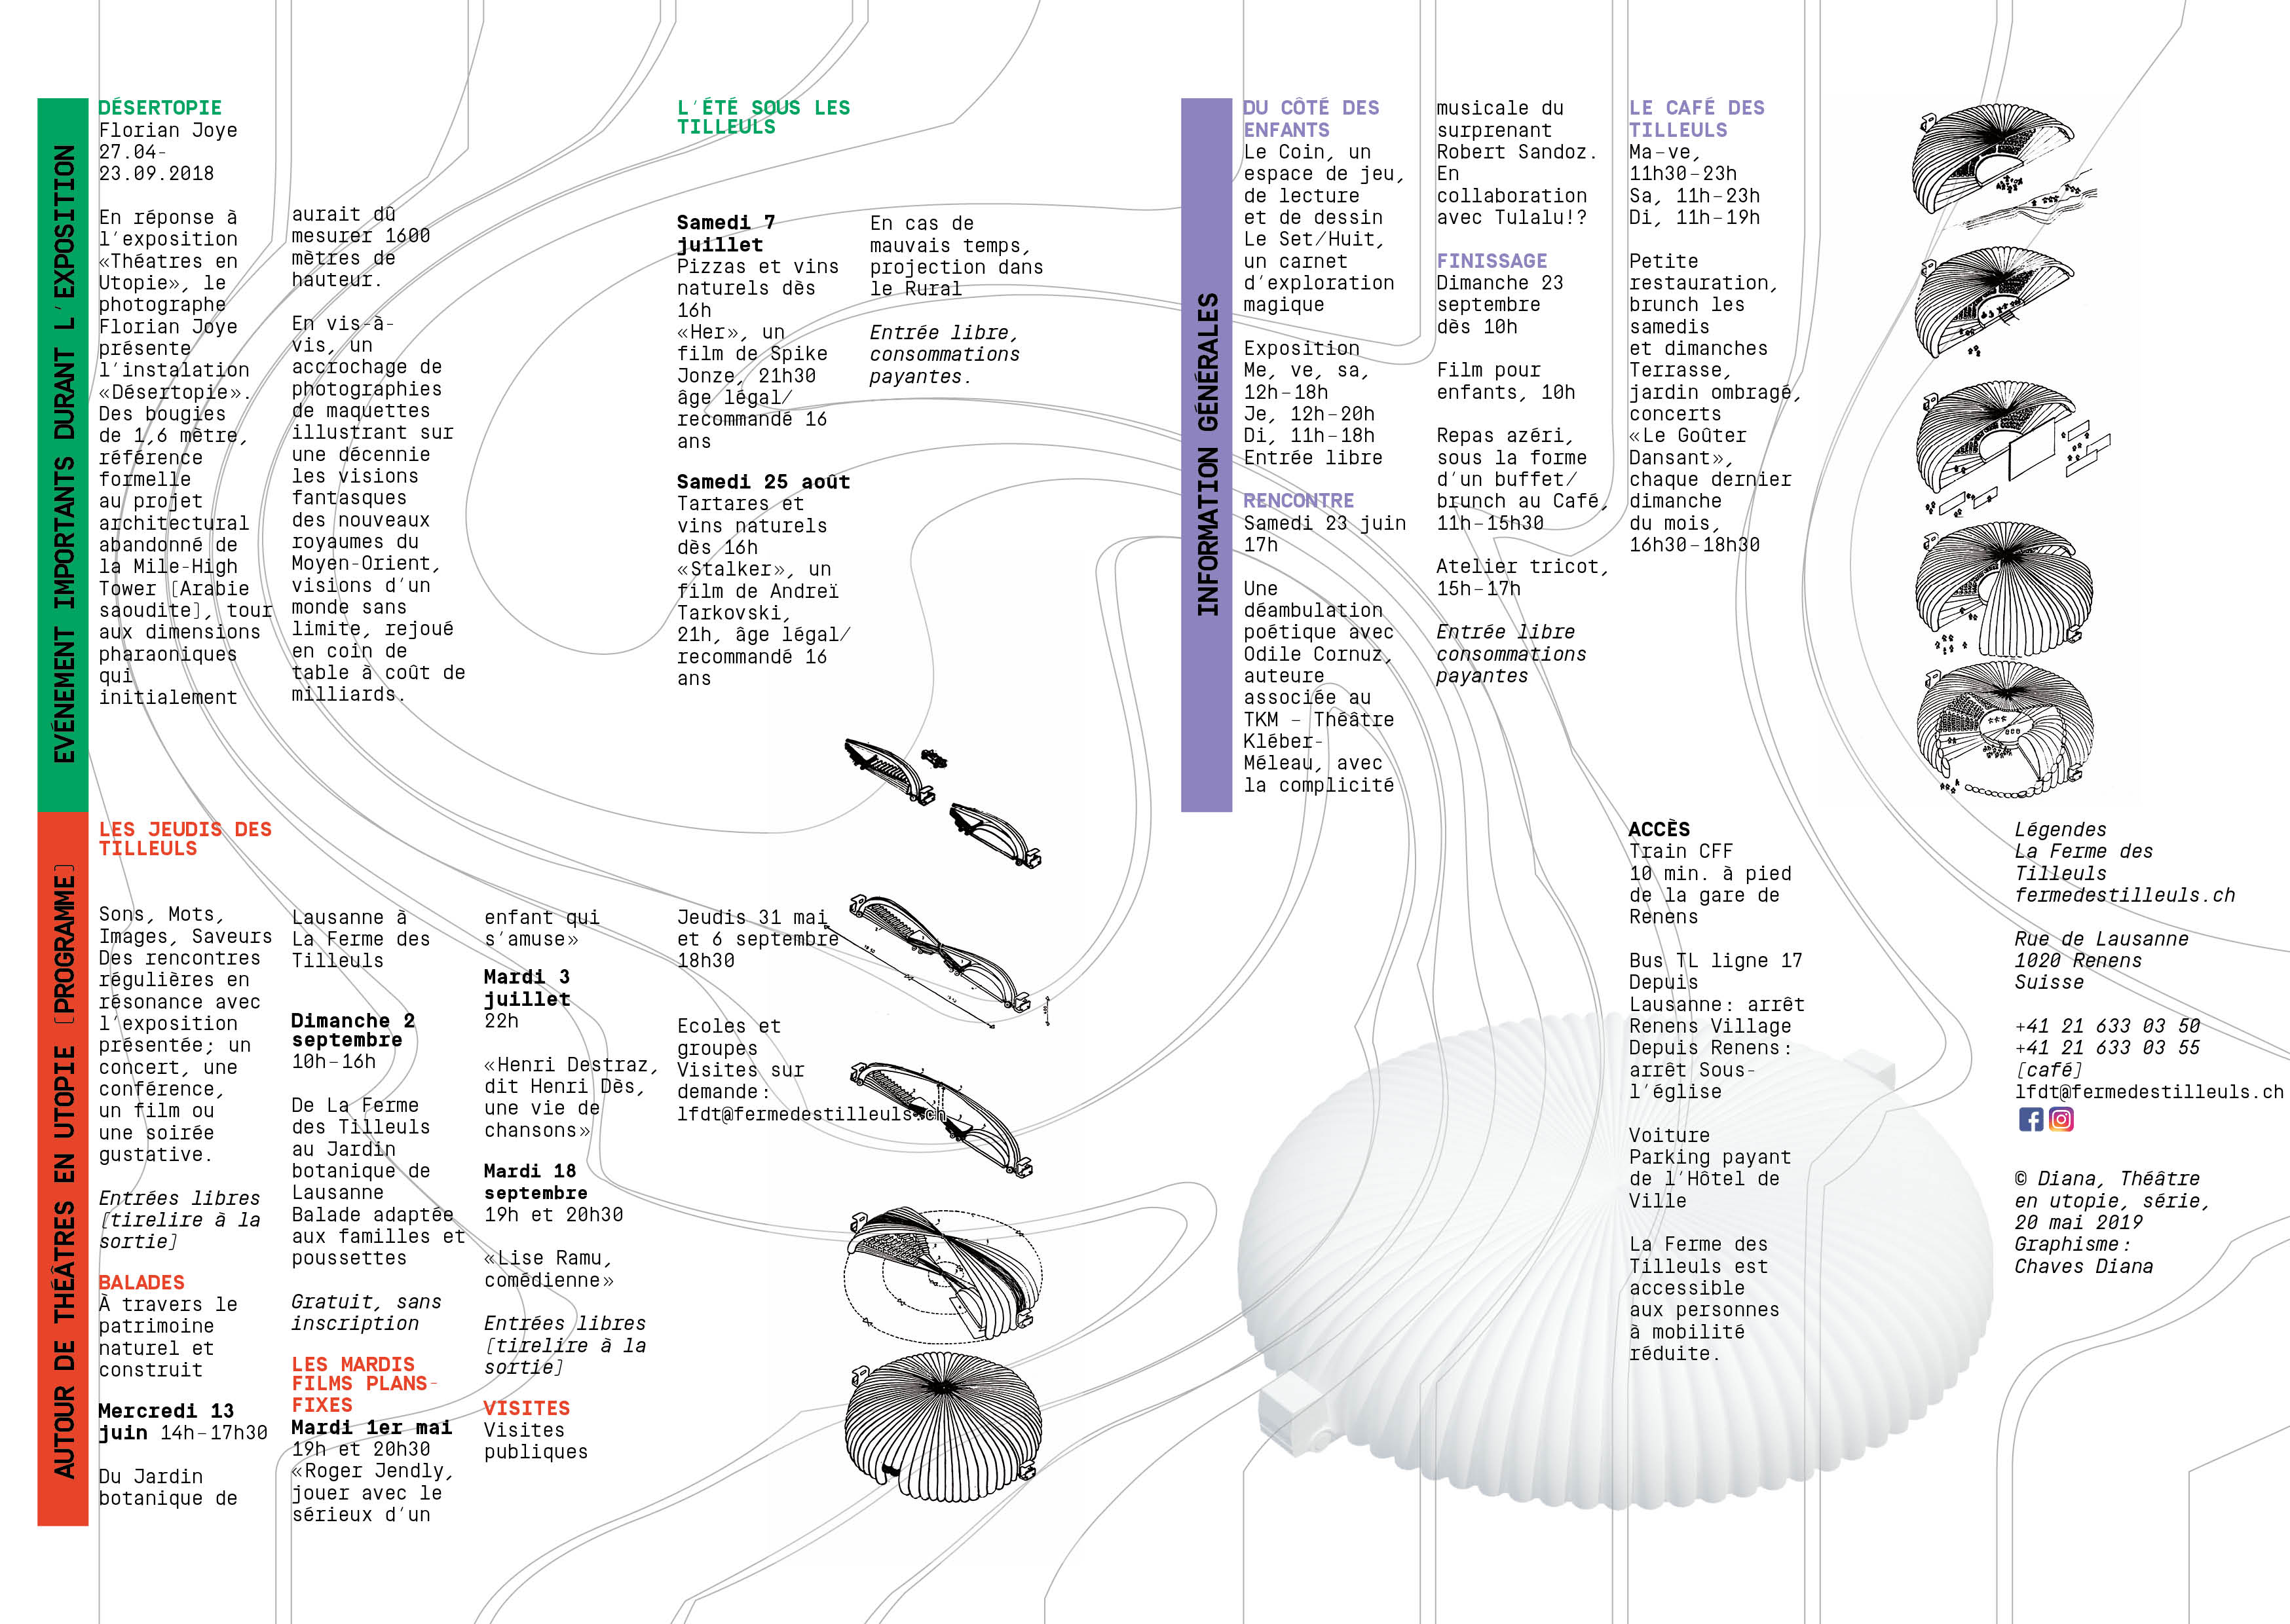 EVÉNEMENT IMPORTANTS DURANT L'EXPOSITION
DÉSERTOPIE
Florian Joye
27.04-
23.09.2018
En réponse à
l'exposition
«Théatres en
Utopie», le
photographe
Florian Joye
présente
l'instalation
«Désertopie».
Des bougies
de 1,6 mètre,
référence
formelle
au projet
architectural
abandonné de
la Mile-High
Tower (Arabie
saoudite), tour
aux dimensions
pharaoniques
qui
initialement
aurait dû
mesurer 1600
mètres de
hauteur.
En vis-à-
vis, un
accrochage de
photographies
de maquettes
illustrant sur
une décennie
les visions
fantasques
des nouveaux
royaumes du
Moyen-Orient,
visions d'un
monde sans
limite, rejoué
en coin de
table à coût de
milliards.
L'ÉTÉ SOUS LES
TILLEULS
Samedi 7
juillet
Pizzas et vins
naturels dès
16h
«Her», un
film de Spike
Jonze, 21h30
âge légal/
recommandé 16
ans
Samedi 25 août
Tartares et
vins naturels
dès 16h
«Stalker», un
film de Andreï
Tarkovski,
21h, âge légal/
recommandé 16
ans
En cas de
mauvais temps,
projection dans
le Rural
Entrée libre,
consommations
payantes.
AUTOUR DE THÉÂTRES EN UTOPIE (PROGRAMME)
LES JEUDIS DES
TILLEULS
Sons, Mots,
Images, Saveurs
Des rencontres
régulières en
résonance avec
l'exposition
présentée; un
concert, une
conférence,
un film ou
une soirée
gustative.
Entrées libres
(tirelire à la
sortie)
BALADES
À travers le
patrimoine
naturel et
construit
Mercredi 13
juin 14h-17h30
Du Jardin
botanique de
Lausanne à
La Ferme des
Tilleuls
Dimanche 2
septembre
10h-16h
De La Ferme
des Tilleuls
au Jardin
botanique de
Lausanne
Balade adaptée
aux familles et
poussettes
Gratuit, sans
inscription
LES MARDIS
FILMS PLANS-
FIXES
Mardi 1er mai
19h et 20h30
«Roger Jendly,
jouer avec le
sérieux d'un
enfant qui
s'amuse»
Mardi 3
juillet
22h
«Henri Destraz,
dit Henri Dès,
une vie de
chansons»
Mardi 18
septembre
19h et 20h30
«Lise Ramu,
comédienne»
Entrées libres
(tirelire à la
sortie)
VISITES
Visites
publiques
Jeudis 31 mai
et 6 septembre
18h30
Ecoles et
groupes
Visites sur
demande:
lfdt@fermedestilleuls.ch
INFORMATION GÉNÉRALES
DU CÔTÉ DES
ENFANTS
Le Coin, un
espace de jeu,
de lecture
et de dessin
Le Set/Huit,
un carnet
d'exploration
magique
Exposition
Me, ve, sa,
12h-18h
Je, 12h-20h
Di, 11h-18h
Entrée libre
RENCONTRE
Samedi 23 juin
17h
Une
déambulation
poétique avec
Odile Cornuz,
auteure
associée au
TKM – Théâtre
Kléber-
Méleau, avec
la complicité
musicale du
surprenant
Robert Sandoz.
En
collaboration
avec Tulalu!?
FINISSAGE
Dimanche 23
septembre
dès 10h
Film pour
enfants, 10h
Repas azéri,
sous la forme
d'un buffet/
brunch au Café,
11h-15h30
Atelier tricot,
15h-17h
Entrée libre
consommations
payantes
LE CAFÉ DES
TILLEULS
Ma-ve,
11h30-23h
Sa, 11h-23h
Di, 11h-19h
Petite
restauration,
brunch les
samedis
et dimanches
Terrasse,
jardin ombragé,
concerts
«Le Goûter
Dansant»,
chaque dernier
dimanche
du mois,
16h30-18h30
ACCÈS
Train CFF
10 min. à pied
de la gare de
Renens
Bus TL ligne 17
Depuis
Lausanne: arrêt
Renens Village
Depuis Renens:
arrêt Sous-
l'église
Voiture
Parking payant
de l'Hôtel de
Ville
La Ferme des
Tilleuls est
accessible
aux personnes
à mobilité
réduite.
Légendes
La Ferme des
Tilleuls
fermedestilleuls.ch
Rue de Lausanne
1020 Renens
Suisse
+41 21 633 03 50
+41 21 633 03 55
(café)
lfdt@fermedestilleuls.ch
© Diana, Théâtre
en utopie, série,
20 mai 2019
Graphisme:
Chaves Diana